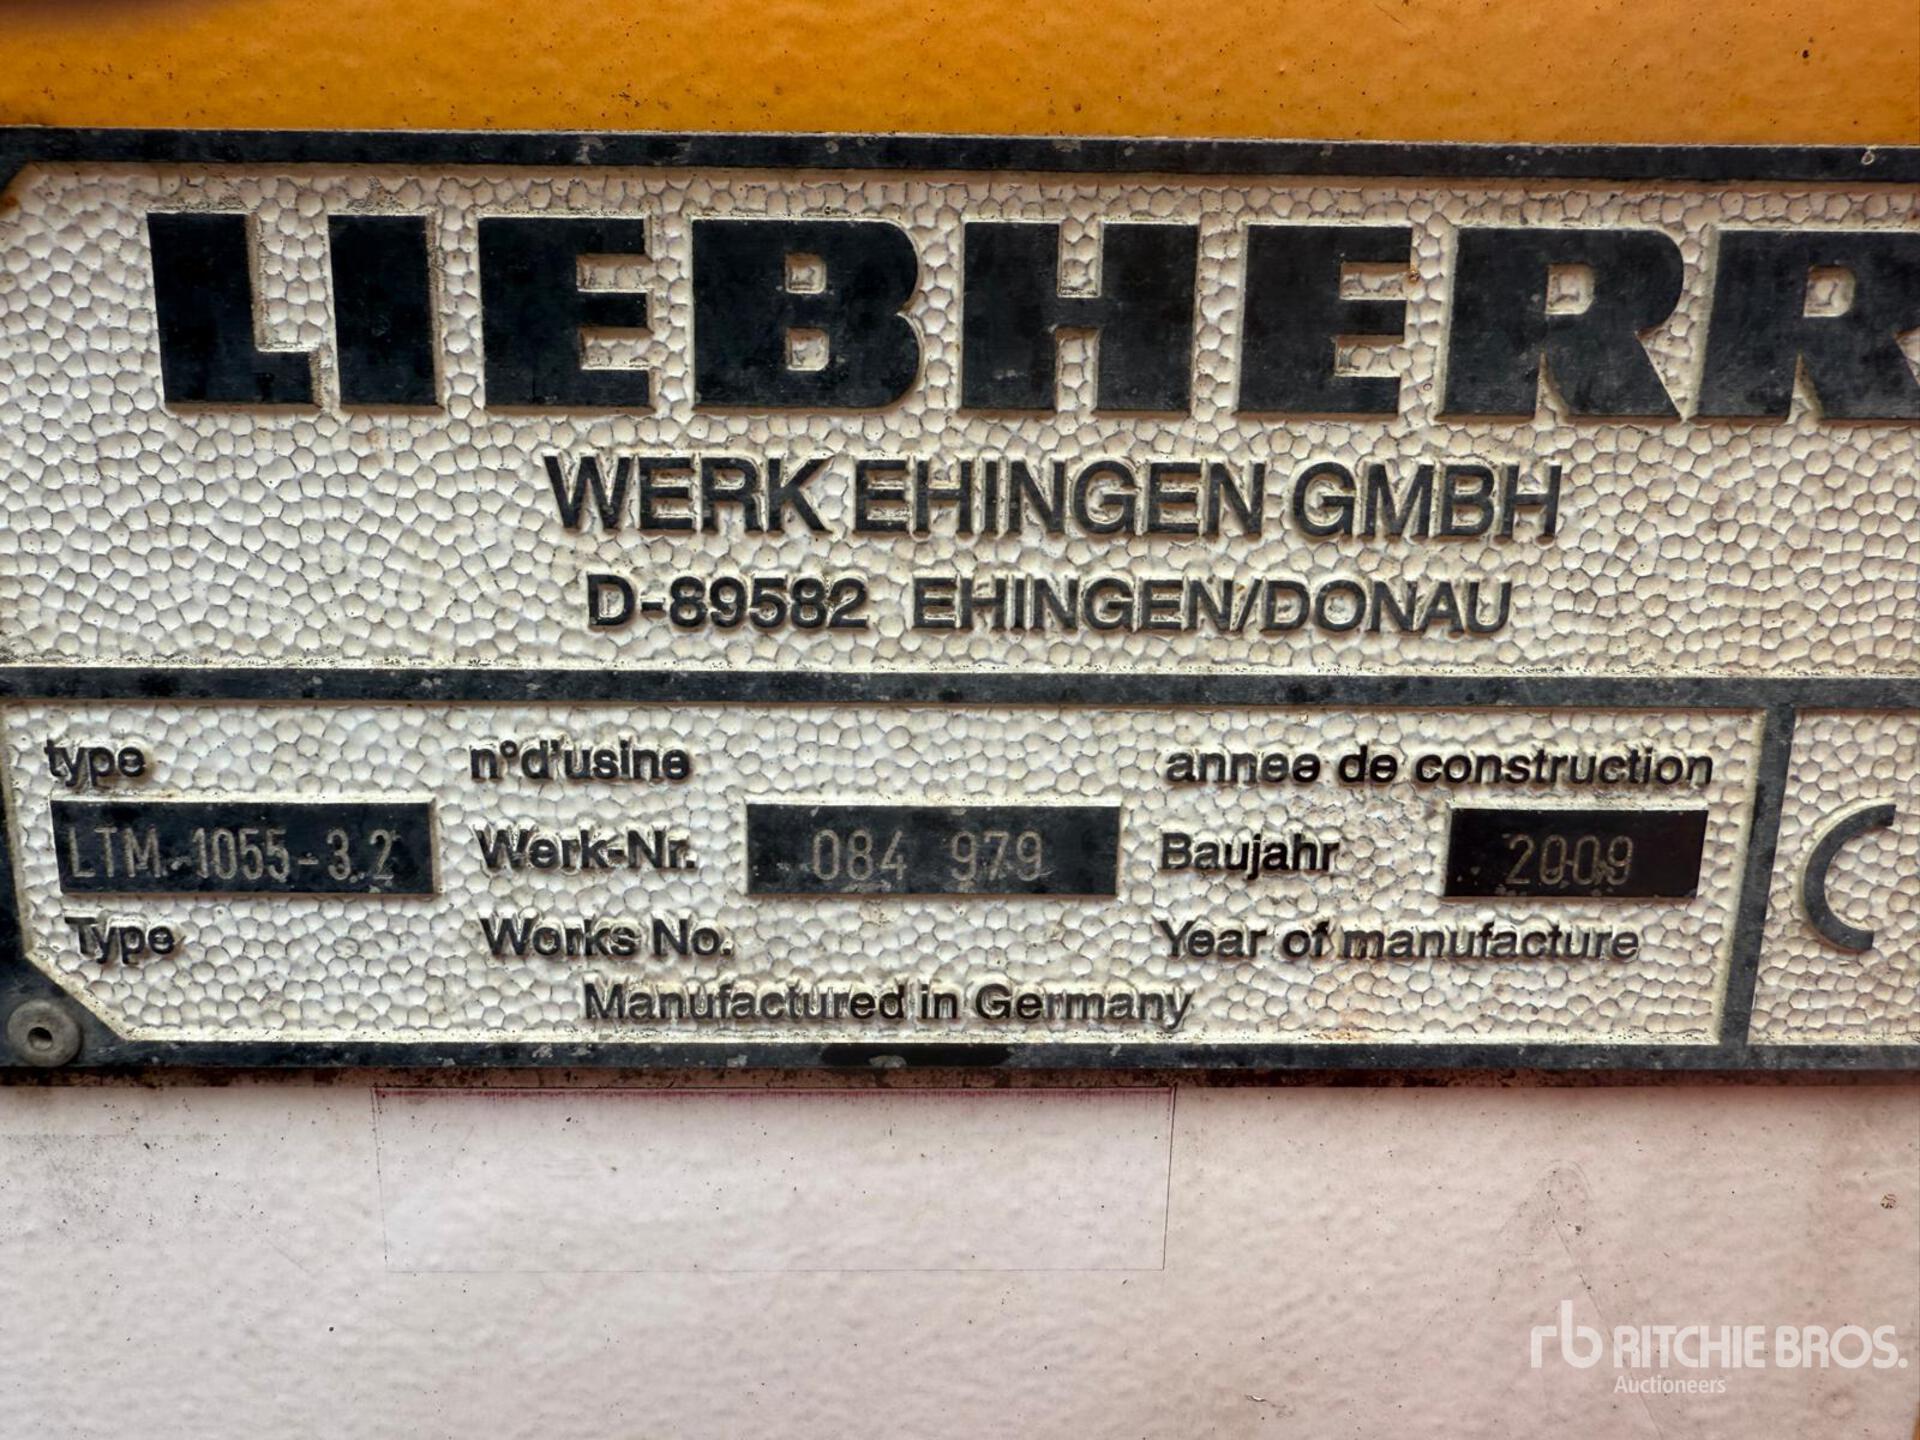 LIEBHERR
WERK EHINGEN GMBH
D-89582 EHINGEN/DONAU
type n°d'usine annee de construction
LTM 1055-3.2 Werk-Nr. 084 979 Baujahr 2009
Type Works No. Year of manufacture
Manufactured in Germany
rb RITCHIE BROS.
Auctioneers